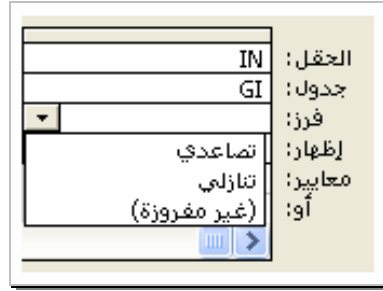 الحقل: IN
جدول: GI
فرز:
إظهار: تصاعدي
معايير: تنازلي
أو: (غير مفروزة)